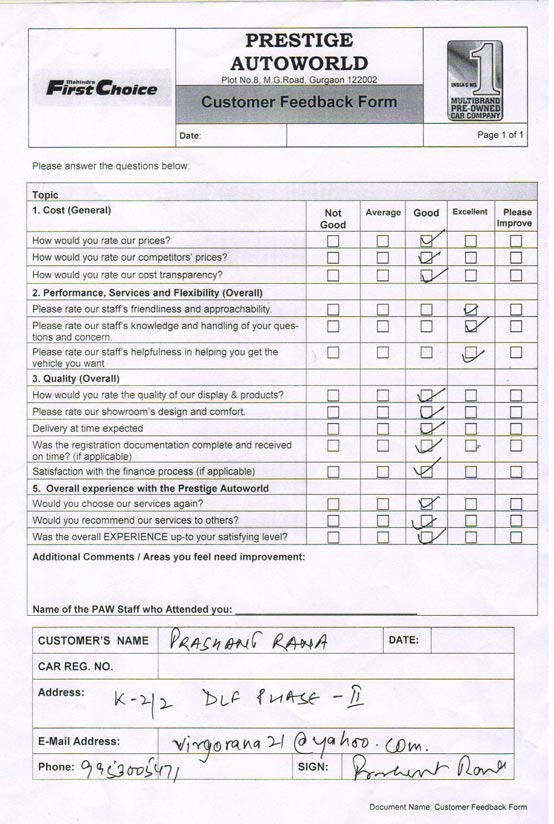 Mahindra
First Choice
PRESTIGE
AUTOWORLD
Plot No.8, M.G.Road, Gurgaon 122002
Customer Feedback Form
INDIA'S NO. 1
MULTIBRAND
PRE-OWNED
CAR COMPANY
Date:
Page 1 of 1
Please answer the questions below:
Topic
1. Cost (General)
Not Good
Average
Good
Excellent
Please Improve
How would you rate our prices?
How would you rate our competitors' prices?
How would you rate our cost transparency?
2. Performance, Services and Flexibility (Overall)
Please rate our staff's friendliness and approachability.
Please rate our staff's knowledge and handling of your ques-
tions and concern.
Please rate our staff's helpfulness in helping you get the
vehicle you want
3. Quality (Overall)
How would you rate the quality of our display & products?
Please rate our showroom's design and comfort.
Delivery at time expected
Was the registration documentation complete and received
on time? (if applicable)
Satisfaction with the finance process (if applicable)
5. Overall experience with the Prestige Autoworld
Would you choose our services again?
Would you recommend our services to others?
Was the overall EXPERIENCE up-to your satisfying level?
Additional Comments / Areas you feel need improvement:
Name of the PAW Staff who Attended you:
CUSTOMER'S NAME PRASHANT RANA DATE:
CAR REG. NO.
Address: K-2/2 DLF PHASE - II
E-Mail Address: virgorana21@yahoo.com.
Phone: 9953005471 SIGN: Prashant Rana
Document Name: Customer Feedback Form